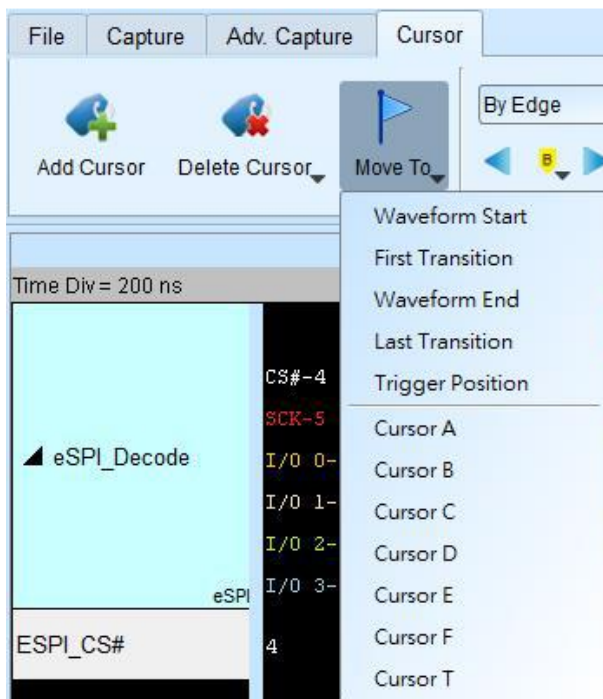 File Capture Adv. Capture Cursor
Add Cursor Delete Cursor Move To
By Edge
B
Waveform Start
First Transition
Waveform End
Last Transition
Trigger Position
Cursor A
Cursor B
Cursor C
Cursor D
Cursor E
Cursor F
Cursor T
Time Div = 200 ns
eSPI_Decode
CS#-4
SCK-5
I/O 0-
I/O 1-
I/O 2-
I/O 3-
eSPI
ESPI_CS#
4